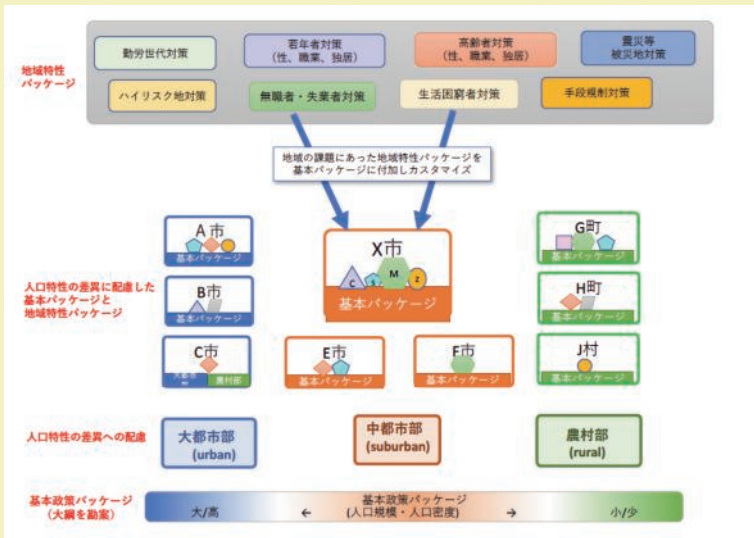 地域特性
パッケージ
勤労世代対策
若年者対策
(性、職業、独居)
高齢者対策
(性、職業、独居)
震災等
被災地対策
ハイリスク地対策
無職者・失業者対策
生活困窮者対策
手段規制対策
地域の課題にあった地域特性パッケージを
基本パッケージに付加しカスタマイズ
人口特性の差異に配慮した
基本パッケージと
地域特性パッケージ
A市
基本パッケージ
B市
基本パッケージ
C市
農村部
X市
C
S
M
Z
基本パッケージ
E市
基本パッケージ
F市
基本パッケージ
G町
基本パッケージ
H町
基本パッケージ
J村
基本パッケージ
人口特性の差異への配慮
大都市部
(urban)
中都市部
(suburban)
農村部
(rural)
基本政策パッケージ
(大綱を勘案)
大/高
←
基本政策パッケージ
(人口規模・人口密度)
→
小/少